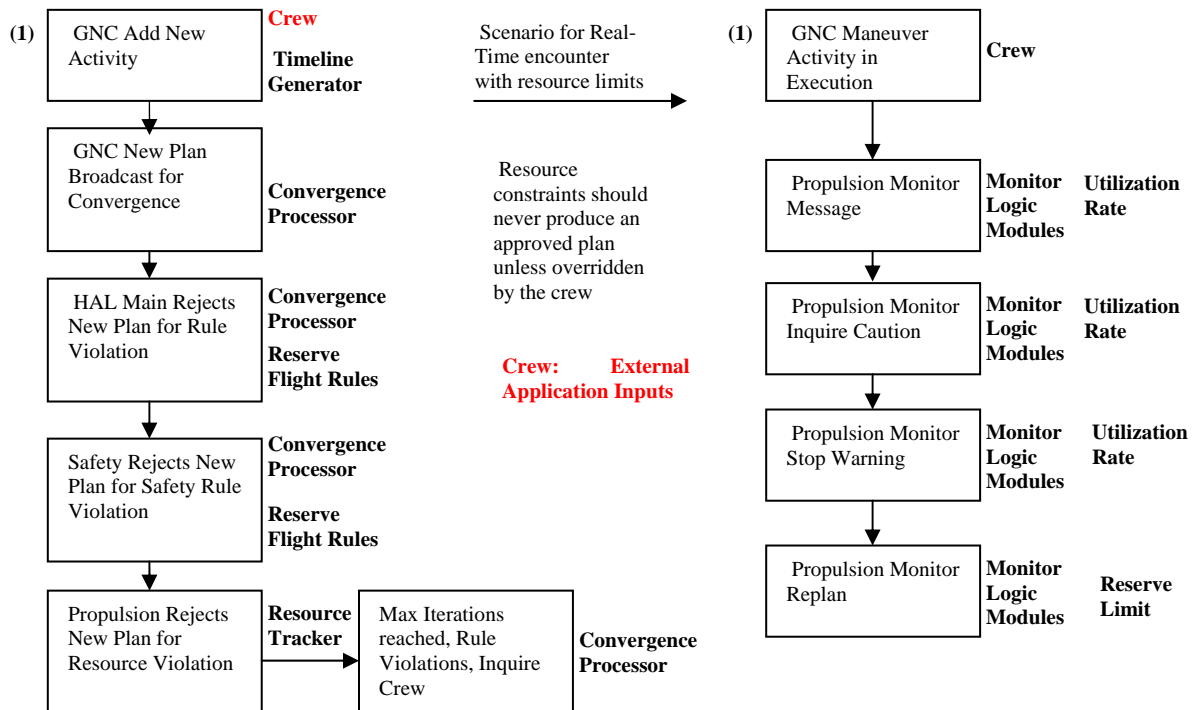 (1)
GNC Add New
Activity
Crew
Timeline
Generator
GNC New Plan
Broadcast for
Convergence
Convergence
Processor
HAL Main Rejects
New Plan for Rule
Violation
Convergence
Processor
Reserve
Flight Rules
Safety Rejects New
Plan for Safety Rule
Violation
Convergence
Processor
Reserve
Flight Rules
Propulsion Rejects
New Plan for
Resource Violation
Resource
Tracker
Max Iterations
reached, Rule
Violations, Inquire
Crew
Convergence
Processor
Scenario for Real-
Time encounter
with resource limits
Resource
constraints should
never produce an
approved plan
unless overridden
by the crew
Crew: External
Application Inputs
(1)
GNC Maneuver
Activity in
Execution
Crew
Propulsion Monitor
Message
Monitor
Logic
Modules
Utilization
Rate
Propulsion Monitor
Inquire Caution
Monitor
Logic
Modules
Utilization
Rate
Propulsion Monitor
Stop Warning
Monitor
Logic
Modules
Utilization
Rate
Propulsion Monitor
Replan
Monitor
Logic
Modules
Reserve
Limit